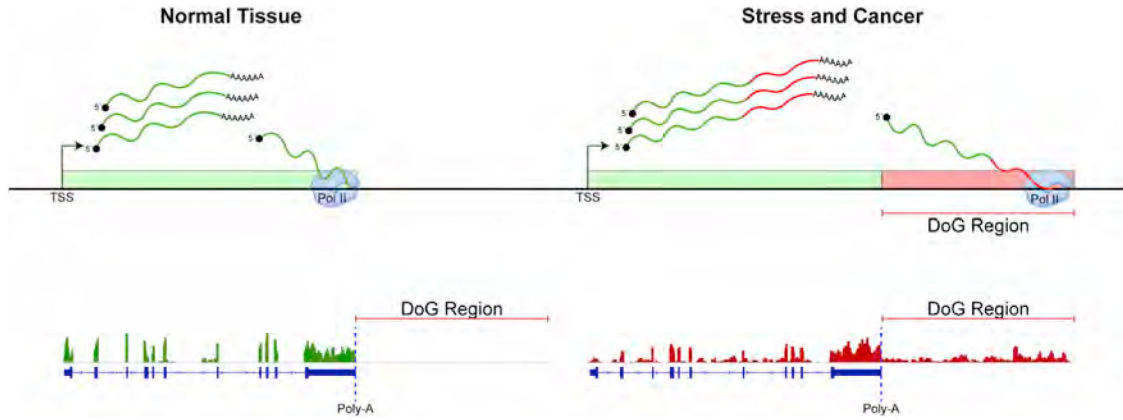 Normal Tissue
Stress and Cancer
AAAAAA
AAAAAA
AAAAAA
5'
5'
5'
5'
TSS
Pol II
AAAAAA
AAAAAA
AAAAAA
5'
5'
5'
5'
TSS
Pol II
DoG Region
DoG Region
DoG Region
Poly-A
Poly-A